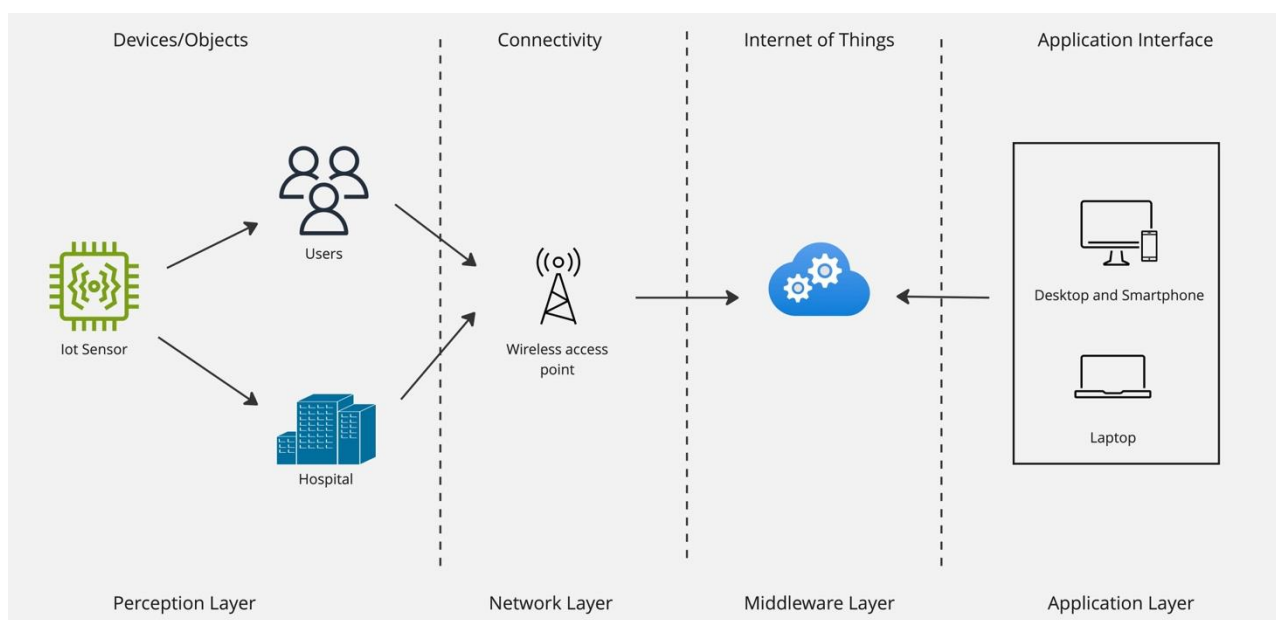 Devices/Objects
Connectivity
Internet of Things
Application Interface
Users
Iot Sensor
Hospital
Wireless access
point
Desktop and Smartphone
Laptop
Perception Layer
Network Layer
Middleware Layer
Application Layer